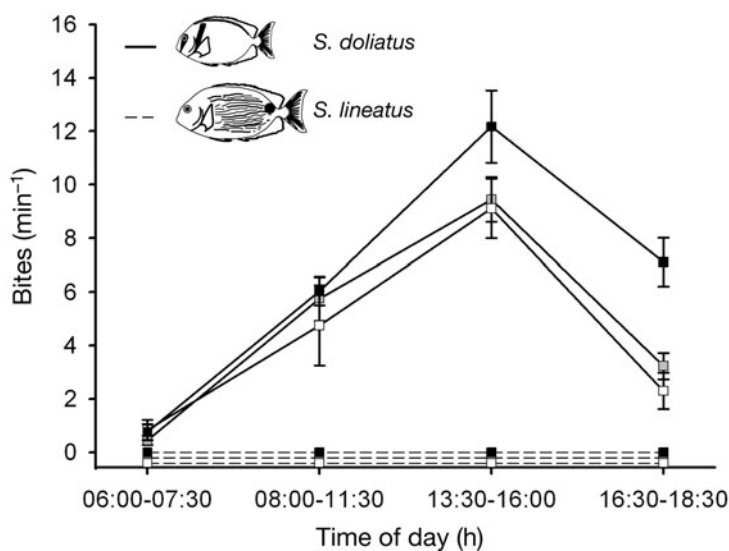 16
S. doliatus
14
S. lineatus
12
10
8
6
4
2
0
Bites (min⁻¹)
06:00-07:30 08:00-11:30 13:30-16:00 16:30-18:30
Time of day (h)